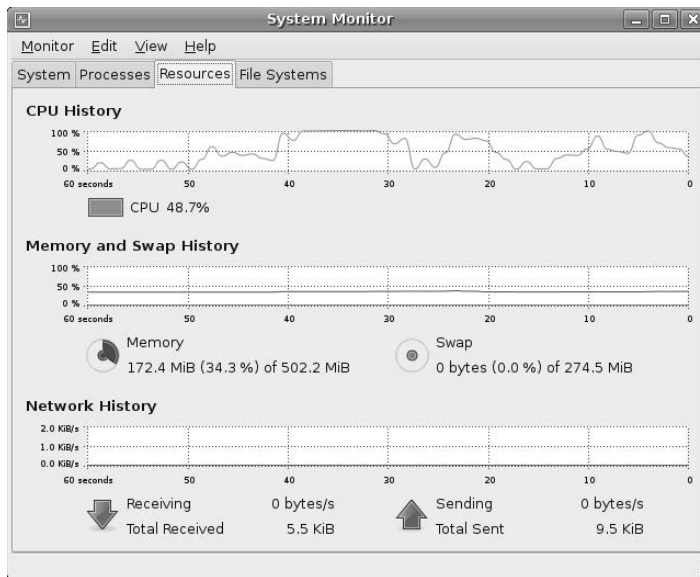 System Monitor
Monitor Edit View Help
System Processes Resources File Systems
CPU History
100 %
50 %
0 %
60 seconds 50 40 30 20 10 0
CPU 48.7%
Memory and Swap History
100 %
50 %
0 %
60 seconds 50 40 30 20 10 0
Memory Swap
172.4 MiB (34.3 %) of 502.2 MiB 0 bytes (0.0 %) of 274.5 MiB
Network History
2.0 KiB/s
1.0 KiB/s
0.0 KiB/s
60 seconds 50 40 30 20 10 0
Receiving 0 bytes/s Sending 0 bytes/s
Total Received 5.5 KiB Total Sent 9.5 KiB